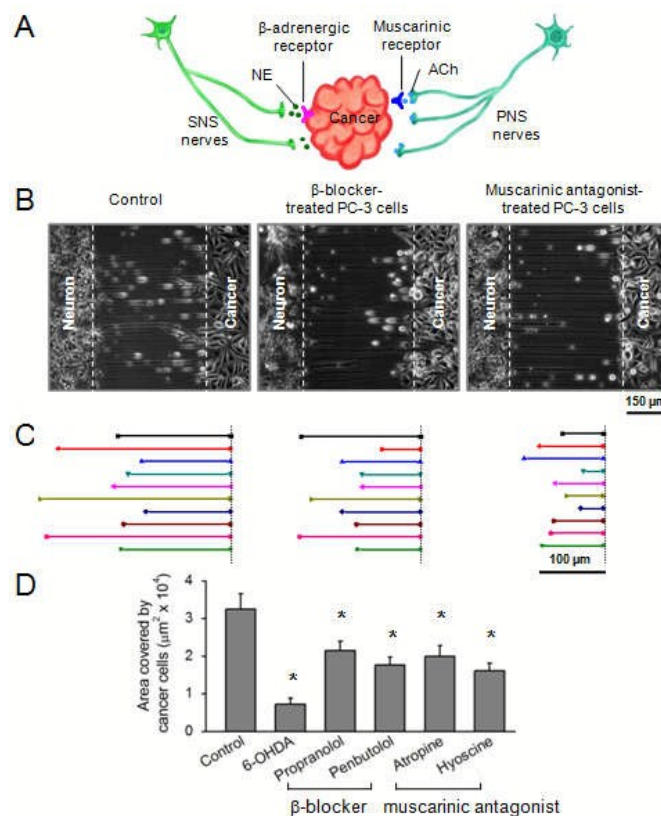 A
β-adrenergic
receptor
Muscarinic
receptor
NE
ACh
Cancer
SNS
nerves
PNS
nerves
B
Control
β-blocker-
treated PC-3 cells
Muscarinic antagonist-
treated PC-3 cells
Neuron
Cancer
Neuron
Cancer
Neuron
Cancer
150 μm
C
100 μm
D
Area covered by
cancer cells (μm² x 10⁴)
4
3
2
1
0
*
*
*
*
*
Control
6-OHDA
Propranolol
Penbutolol
Atropine
Hyoscine
β-blocker
muscarinic antagonist